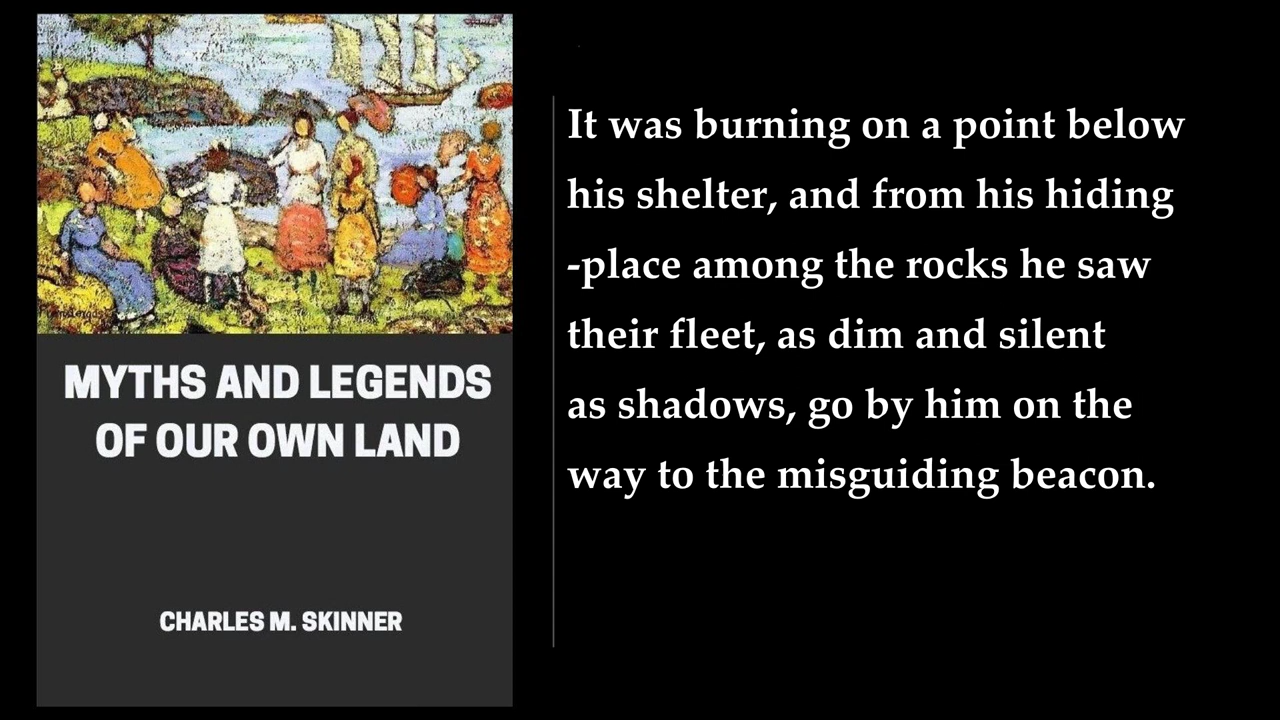 MYTHS AND LEGENDS
OF OUR OWN LAND
CHARLES M. SKINNER
It was burning on a point below
his shelter, and from his hiding
-place among the rocks he saw
their fleet, as dim and silent
as shadows, go by him on the
way to the misguiding beacon.